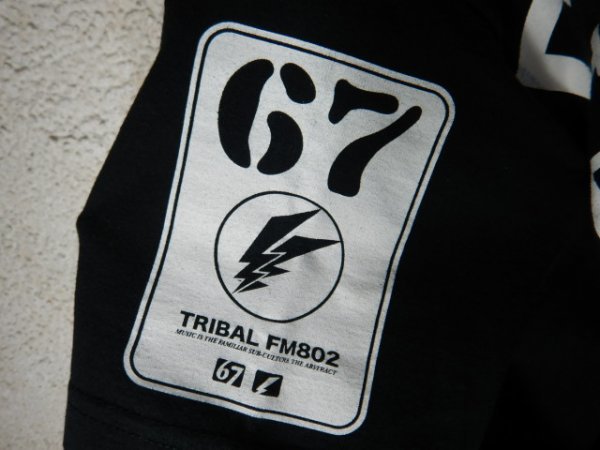 67
TRIBAL FM802
MUSIC IS THE FAMILIAR SUB-CULTURE THE ABSTRACT
67